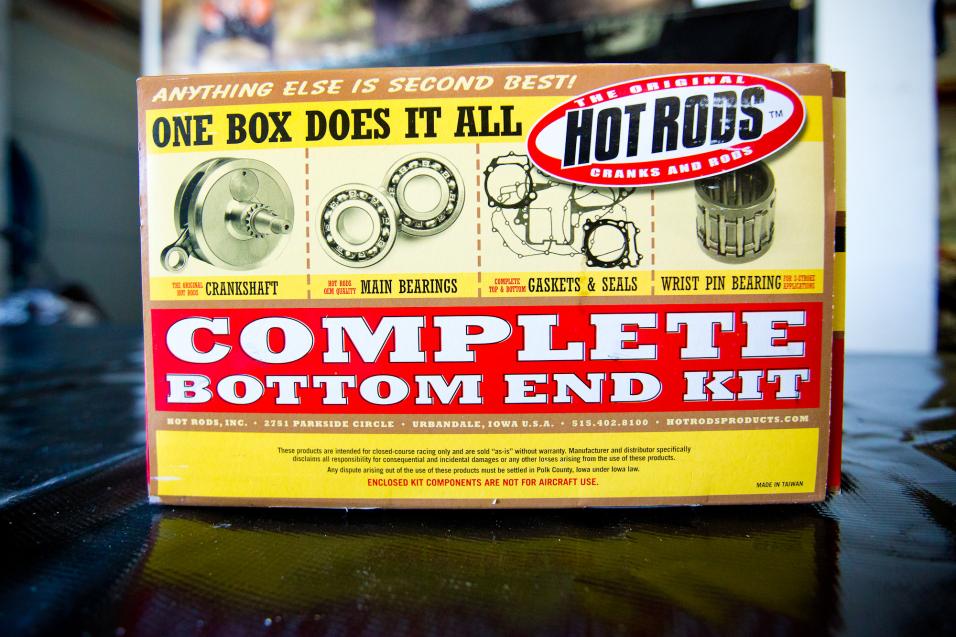 ANYTHING ELSE IS SECOND BEST!
ONE BOX DOES IT ALL
THE ORIGINAL
HOT RODS TM
CRANKS AND RODS
THE ORIGINAL
HOT RODS
CRANKSHAFT
HOT RODS
OEM QUALITY
MAIN BEARINGS
COMPLETE
TOP & BOTTOM
GASKETS & SEALS
WRIST PIN BEARING
FOR 2-STROKE
APPLICATIONS
COMPLETE
BOTTOM END KIT
HOT RODS, INC. • 2751 PARKSIDE CIRCLE • URBANDALE, IOWA U.S.A. • 515.402.8100 • HOTRODSPRODUCTS.COM
These products are intended for closed-course racing only and are sold "as-is" without warranty. Manufacturer and distributor specifically
disclaims all responsibility for consequential and incidental damages or any other losses arising from the use of these products.
Any dispute arising out of the use of these products must be settled in Polk County, Iowa under Iowa law.
ENCLOSED KIT COMPONENTS ARE NOT FOR AIRCRAFT USE.
MADE IN TAIWAN